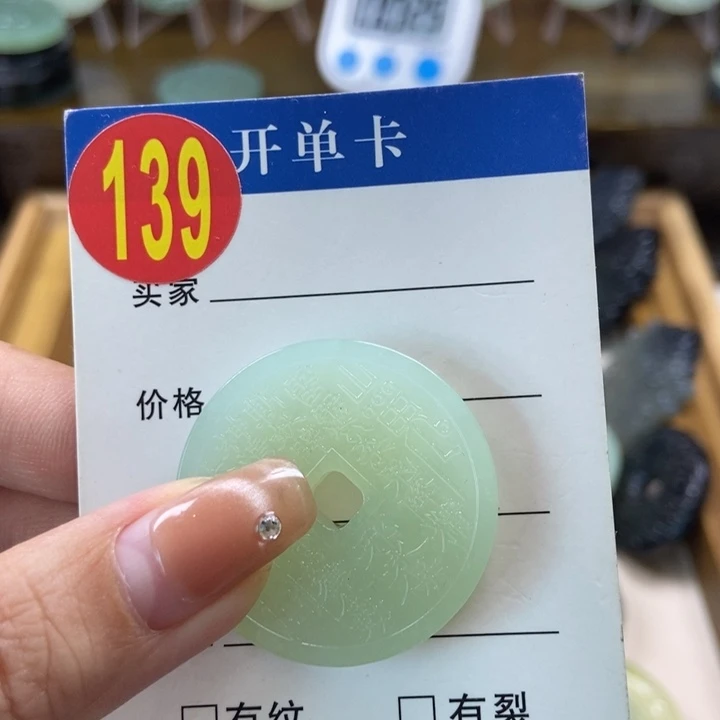 139
开单卡
买家
价格
□有纹 □有裂